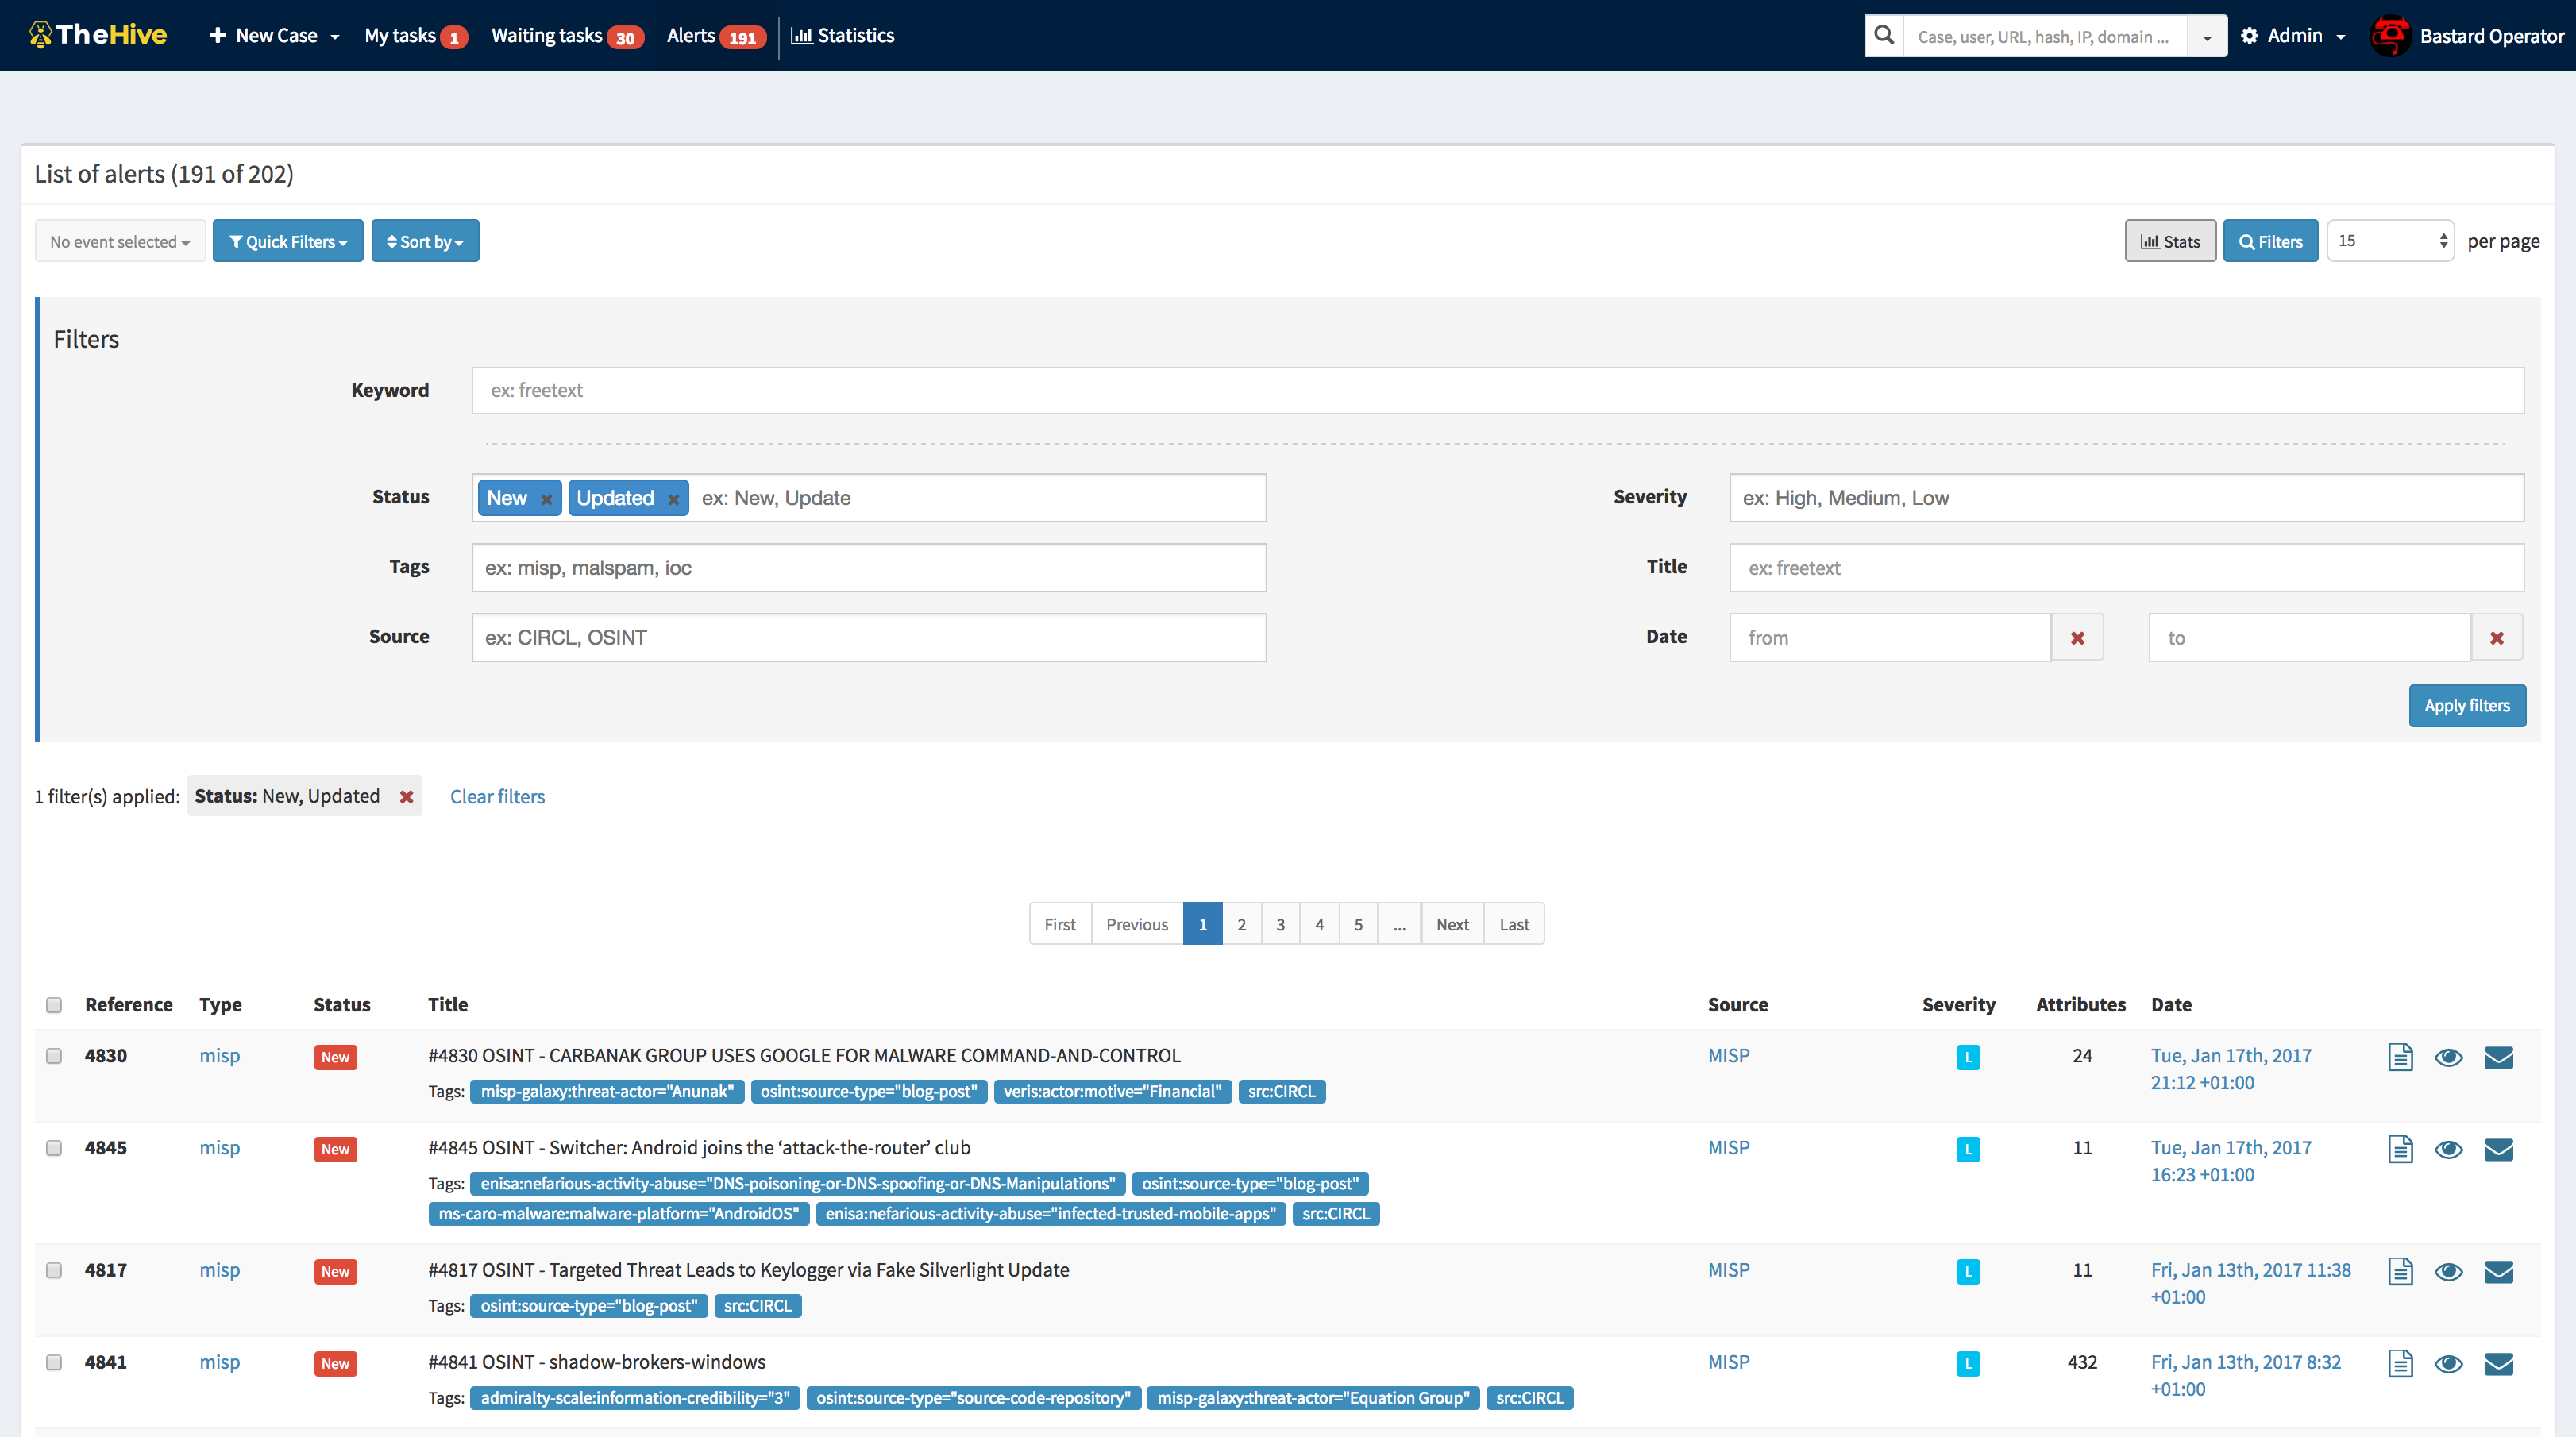 TheHive New Case My tasks 1 Waiting tasks 30 Alerts 191 Statistics Case, user, URL, hash, IP, domain ... Admin Bastard Operator
List of alerts (191 of 202)
No event selected Quick Filters Sort by Stats Filters 15 per page
Filters
Keyword ex: freetext
Status New Updated ex: New, Update Severity ex: High, Medium, Low
Tags ex: misp, malspam, ioc Title ex: freetext
Source ex: CIRCL, OSINT Date from to
Apply filters
1 filter(s) applied: Status: New, Updated Clear filters
First Previous 1 2 3 4 5 ... Next Last
Reference Type Status Title Source Severity Attributes Date
4830 misp New #4830 OSINT - CARBANAK GROUP USES GOOGLE FOR MALWARE COMMAND-AND-CONTROL MISP L 24 Tue, Jan 17th, 2017
21:12 +01:00
Tags: misp-galaxy:threat-actor="Anunak" osint:source-type="blog-post" veris:actor:motive="Financial" src:CIRCL
4845 misp New #4845 OSINT - Switcher: Android joins the ‘attack-the-router’ club MISP L 11 Tue, Jan 17th, 2017
16:23 +01:00
Tags: enisa:nefarious-activity-abuse="DNS-poisoning-or-DNS-spoofing-or-DNS-Manipulations" osint:source-type="blog-post"
ms-caro-malware:malware-platform="AndroidOS" enisa:nefarious-activity-abuse="infected-trusted-mobile-apps" src:CIRCL
4817 misp New #4817 OSINT - Targeted Threat Leads to Keylogger via Fake Silverlight Update MISP L 11 Fri, Jan 13th, 2017 11:38
+01:00
Tags: osint:source-type="blog-post" src:CIRCL
4841 misp New #4841 OSINT - shadow-brokers-windows MISP L 432 Fri, Jan 13th, 2017 8:32
+01:00
Tags: admiralty-scale:information-credibility="3" osint:source-type="source-code-repository" misp-galaxy:threat-actor="Equation Group" src:CIRCL